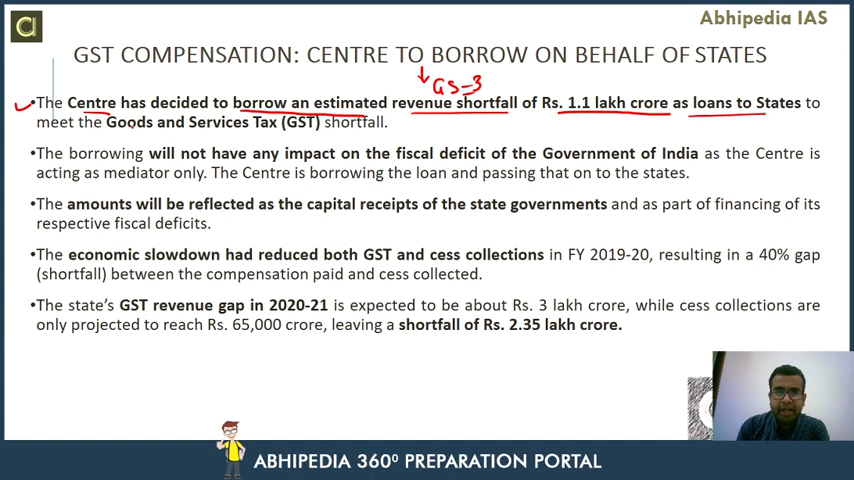 Abhipedia IAS
a
GST COMPENSATION: CENTRE TO BORROW ON BEHALF OF STATES
GS-3
•The Centre has decided to borrow an estimated revenue shortfall of Rs. 1.1 lakh crore as loans to States to
meet the Goods and Services Tax (GST) shortfall.
•The borrowing will not have any impact on the fiscal deficit of the Government of India as the Centre is
acting as mediator only. The Centre is borrowing the loan and passing that on to the states.
•The amounts will be reflected as the capital receipts of the state governments and as part of financing of its
respective fiscal deficits.
•The economic slowdown had reduced both GST and cess collections in FY 2019-20, resulting in a 40% gap
(shortfall) between the compensation paid and cess collected.
•The state's GST revenue gap in 2020-21 is expected to be about Rs. 3 lakh crore, while cess collections are
only projected to reach Rs. 65,000 crore, leaving a shortfall of Rs. 2.35 lakh crore.
ABHIPEDIA 360⁰ PREPARATION PORTAL